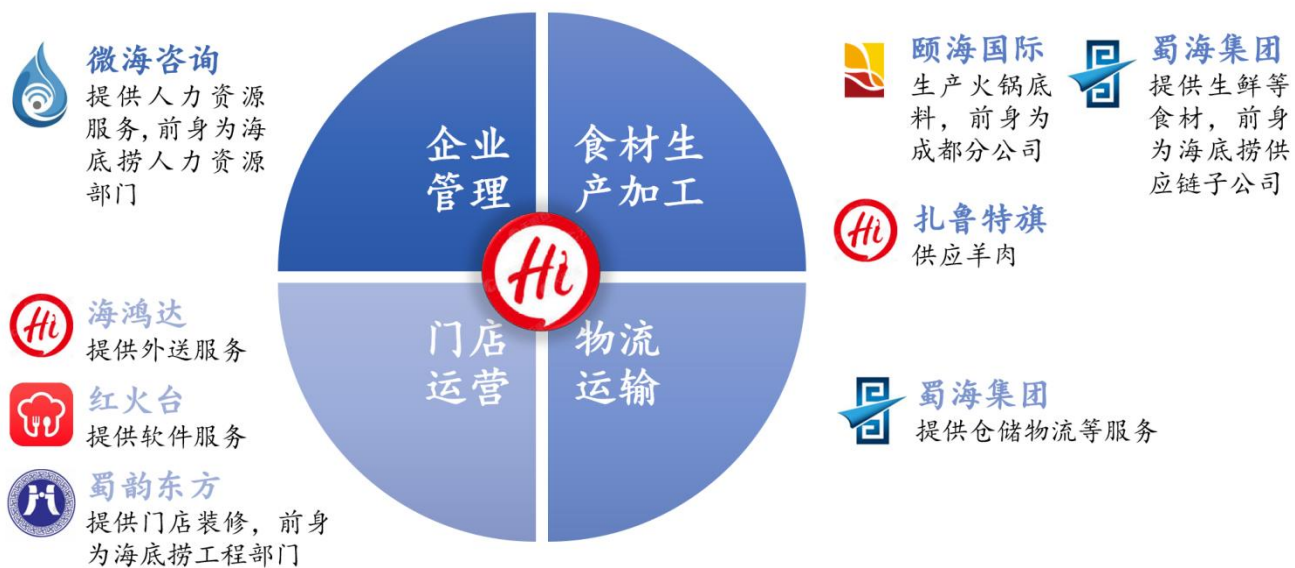 微海咨询
提供人力资源
服务,前身为海
底捞人力资源
部门
企业
管理
食材生
产加工
颐海国际
生产火锅底
料，前身为
成都分公司
蜀海集团
提供生鲜等
食材，前身
为海底捞供
应链子公司
Hi
扎鲁特旗
供应羊肉
Hi
Hi
海鸿达
提供外送服务
红火台
提供软件服务
蜀韵东方
提供门店装修，前身
为海底捞工程部门
门店
运营
物流
运输
蜀海集团
提供仓储物流等服务